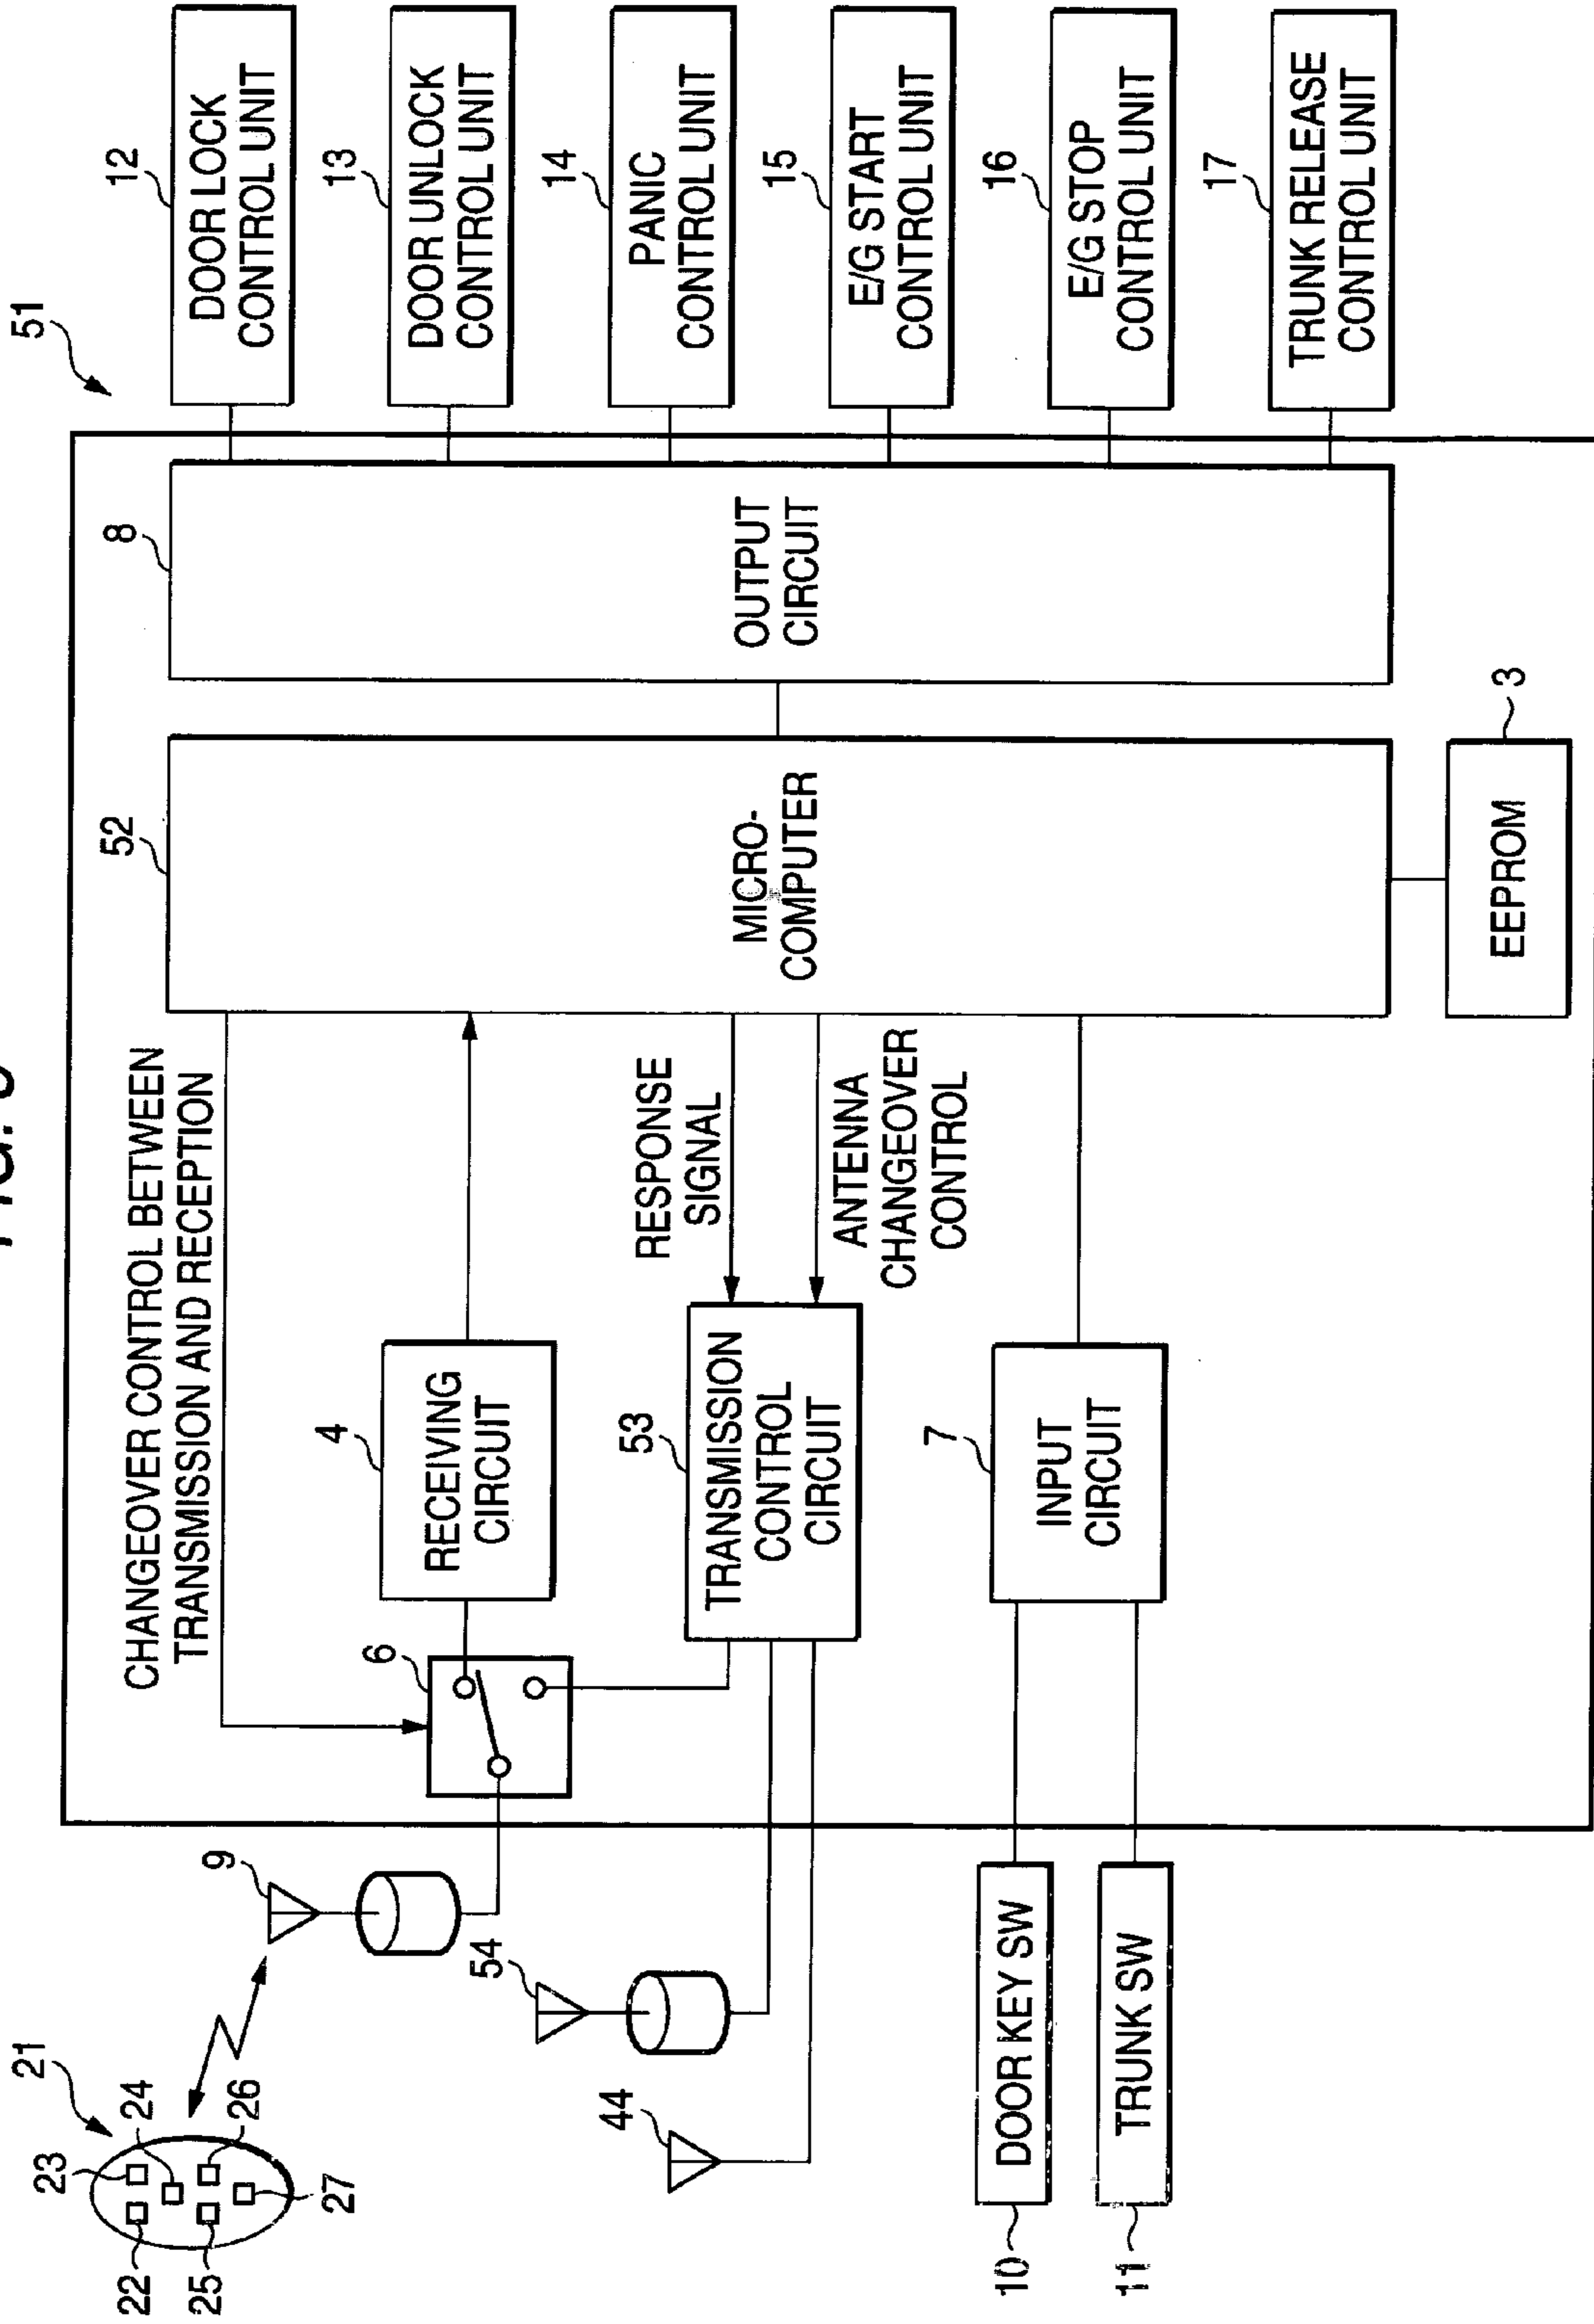 51
21
23
24
22
25
26
27
9
54
44
CHANGEOVER CONTROL BETWEEN
TRANSMISSION AND RECEPTION
6
4
RECEIVING
CIRCUIT
53
TRANSMISSION
CONTROL
CIRCUIT
RESPONSE
SIGNAL
ANTENNA
CHANGEOVER
CONTROL
7
INPUT
CIRCUIT
10
DOOR KEY SW
11
TRUNK SW
52
MICRO-
COMPUTER
3
EEPROM
8
OUTPUT
CIRCUIT
12
DOOR LOCK
CONTROL UNIT
13
DOOR UNLOCK
CONTROL UNIT
14
PANIC
CONTROL UNIT
15
E/G START
CONTROL UNIT
16
E/G STOP
CONTROL UNIT
17
TRUNK RELEASE
CONTROL UNIT